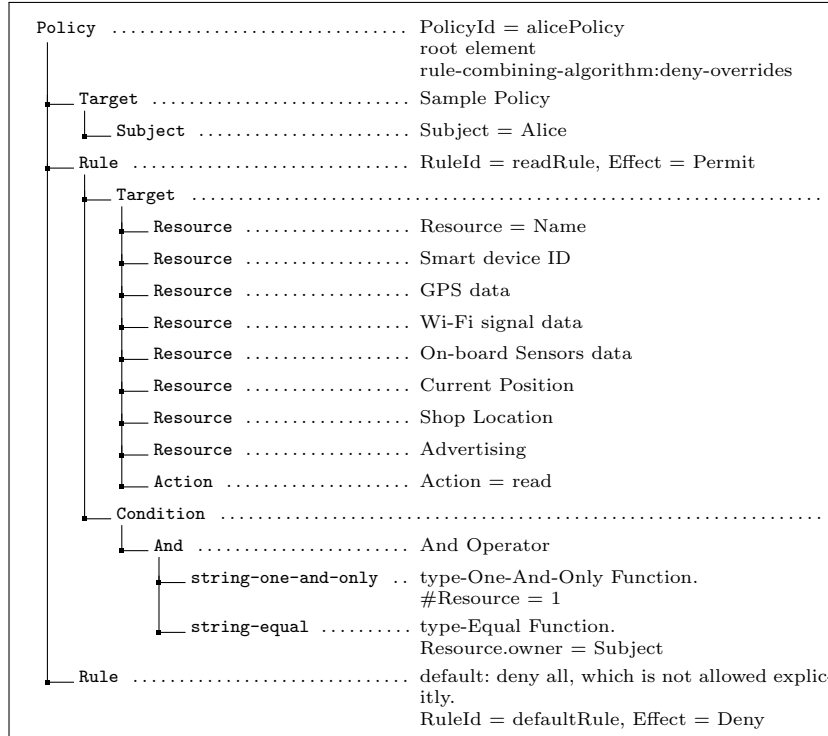 Policy ................................ PolicyId = alicePolicy
root element
rule-combining-algorithm:deny-overrides
Target ............................ Sample Policy
Subject ....................... Subject = Alice
Rule .............................. RuleId = readRule, Effect = Permit
Target ....................................................................
Resource .................. Resource = Name
Resource .................. Smart device ID
Resource .................. GPS data
Resource .................. Wi-Fi signal data
Resource .................. On-board Sensors data
Resource .................. Current Position
Resource .................. Shop Location
Resource .................. Advertising
Action .................... Action = read
Condition .................................................................
And ....................... And Operator
string-one-and-only .. type-One-And-Only Function.
#Resource = 1
string-equal .......... type-Equal Function.
Resource.owner = Subject
Rule .............................. default: deny all, which is not allowed explic-
itly.
RuleId = defaultRule, Effect = Deny